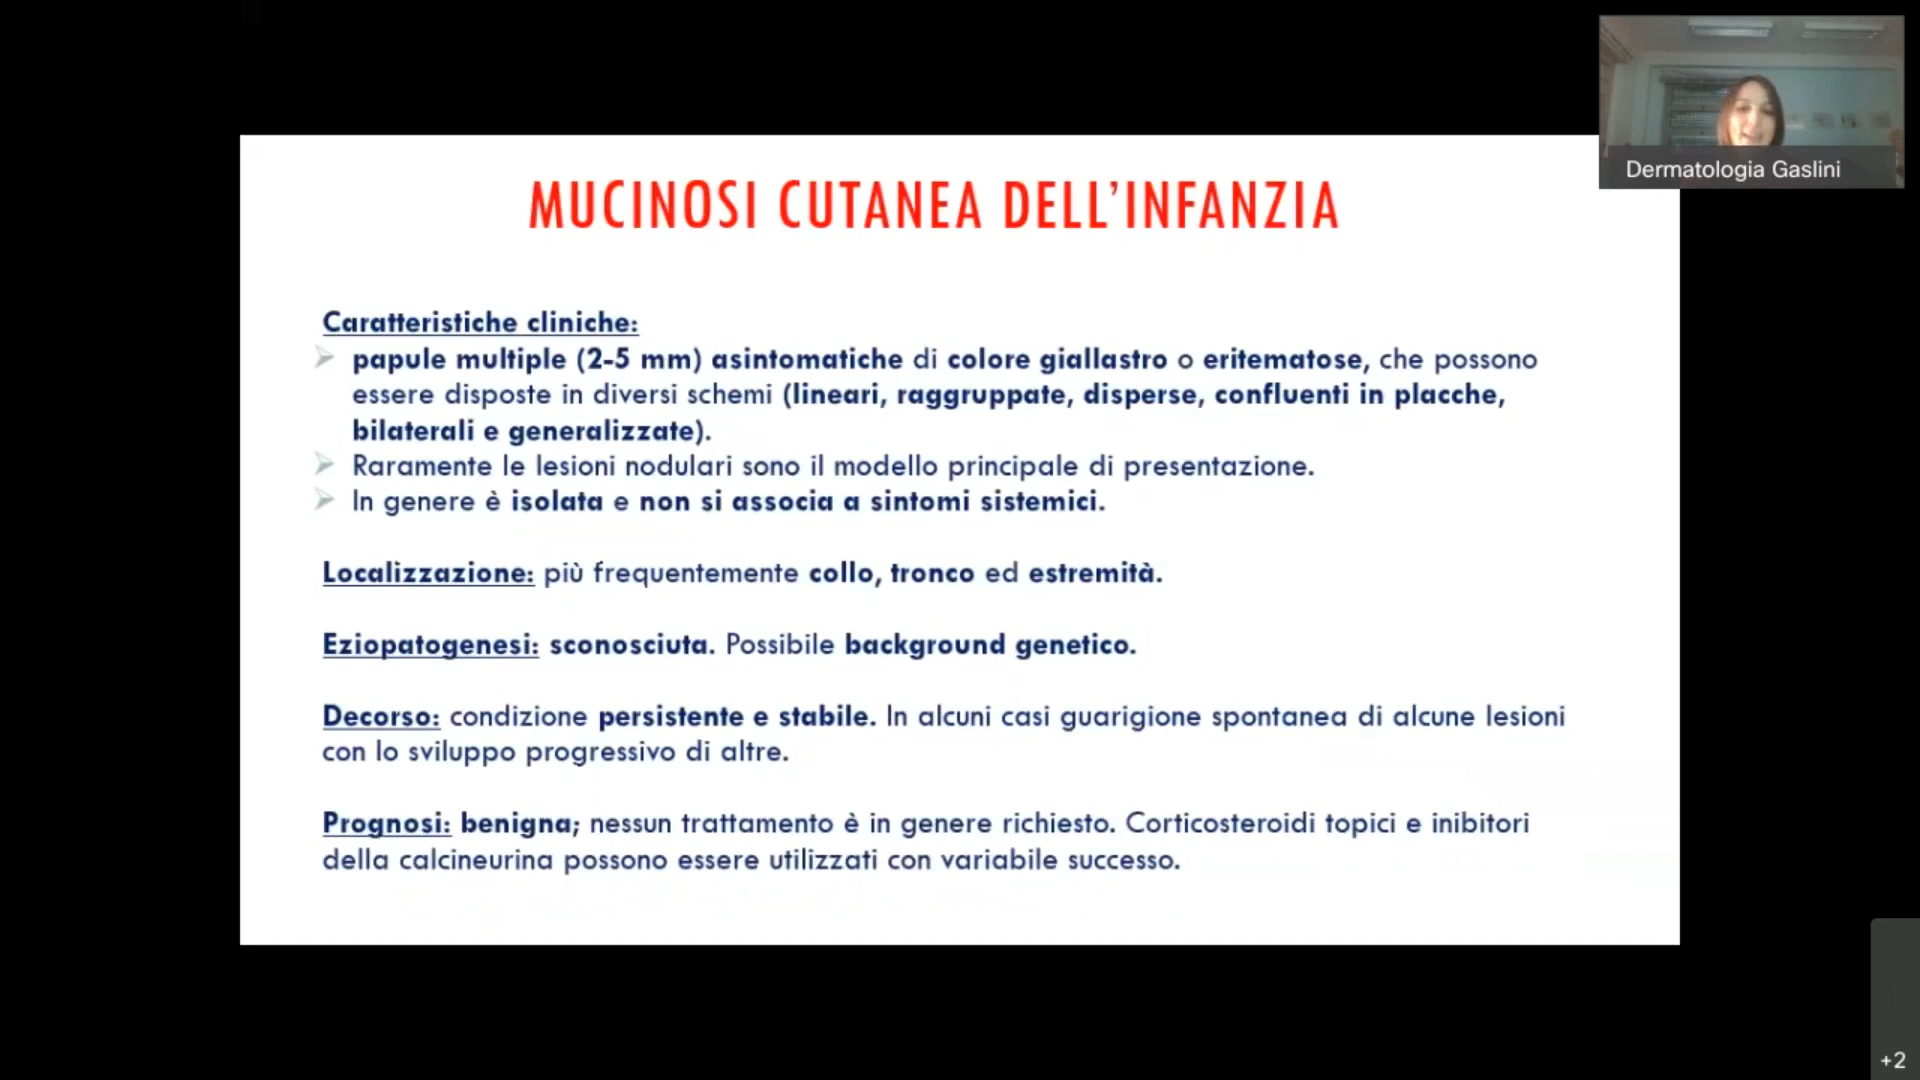 Dermatologia Gaslini
MUCINOSI CUTANEA DELL'INFANZIA
Caratteristiche cliniche:
papule multiple (2-5 mm) asintomatiche di colore giallastro o eritematose, che possono
essere disposte in diversi schemi (lineari, raggruppate, disperse, confluenti in placche,
bilaterali e generalizzate).
Raramente le lesioni nodulari sono il modello principale di presentazione.
In genere è isolata e non si associa a sintomi sistemici.
Localizzazione: più frequentemente collo, tronco ed estremità.
Eziopatogenesi: sconosciuta. Possibile background genetico.
Decorso: condizione persistente e stabile. In alcuni casi guarigione spontanea di alcune lesioni
con lo sviluppo progressivo di altre.
Prognosi: benigna; nessun trattamento è in genere richiesto. Corticosteroidi topici e inibitori
della calcineurina possono essere utilizzati con variabile successo.
+2